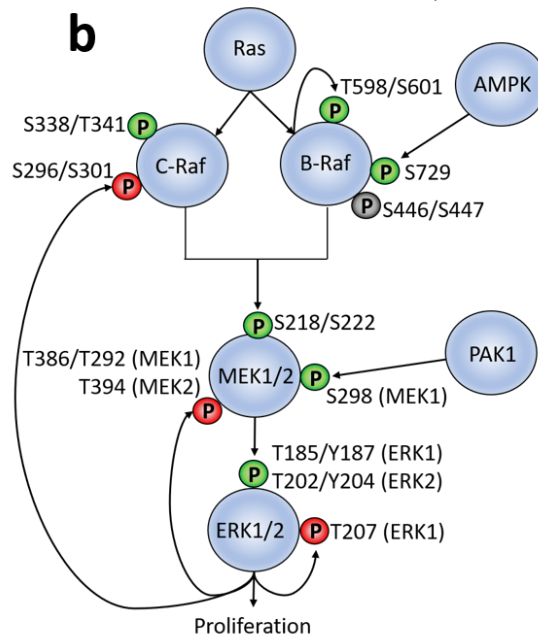 b
Ras
AMPK
T598/S601
P
S338/T341
P
C-Raf
B-Raf
S296/S301
P
P
S729
P
S446/S447
P
S218/S222
T386/T292 (MEK1)
T394 (MEK2)
P
MEK1/2
P
S298 (MEK1)
PAK1
T185/Y187 (ERK1)
T202/Y204 (ERK2)
P
ERK1/2
P
T207 (ERK1)
Proliferation